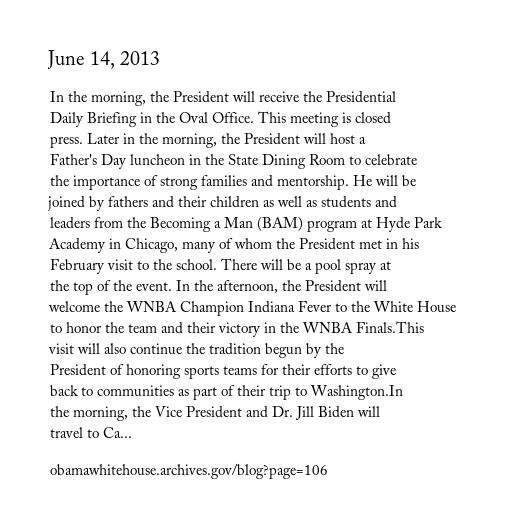 June 14, 2013
In the morning, the President will receive the Presidential
Daily Briefing in the Oval Office. This meeting is closed
press. Later in the morning, the President will host a
Father's Day luncheon in the State Dining Room to celebrate
the importance of strong families and mentorship. He will be
joined by fathers and their children as well as students and
leaders from the Becoming a Man (BAM) program at Hyde Park
Academy in Chicago, many of whom the President met in his
February visit to the school. There will be a pool spray at
the top of the event. In the afternoon, the President will
welcome the WNBA Champion Indiana Fever to the White House
to honor the team and their victory in the WNBA Finals.This
visit will also continue the tradition begun by the
President of honoring sports teams for their efforts to give
back to communities as part of their trip to Washington.In
the morning, the Vice President and Dr. Jill Biden will
travel to Ca...
obamawhitehouse.archives.gov/blog?page=106